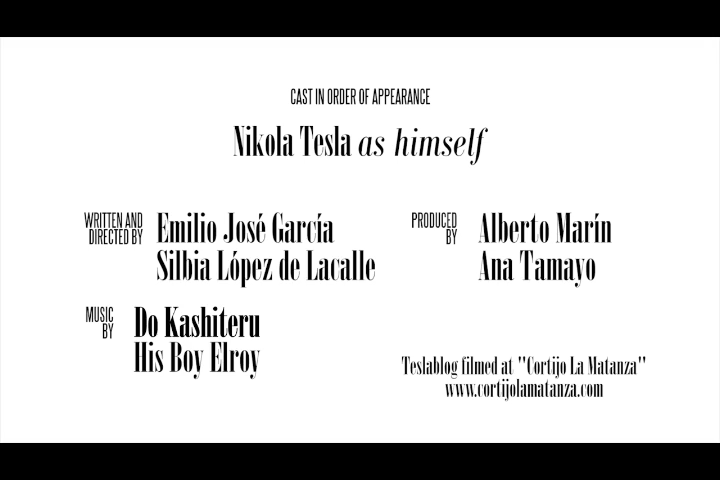 CAST IN ORDER OF APPEARANCE
Nikola Tesla as himself
WRITTEN AND
DIRECTED BY
Emilio José García
Silbia López de Lacalle
PRODUCED
BY
Alberto Marín
Ana Tamayo
MUSIC
BY
Do Kashiteru
His Boy Elroy
Teslablog filmed at "Cortijo La Matanza"
www.cortijolamatanza.com